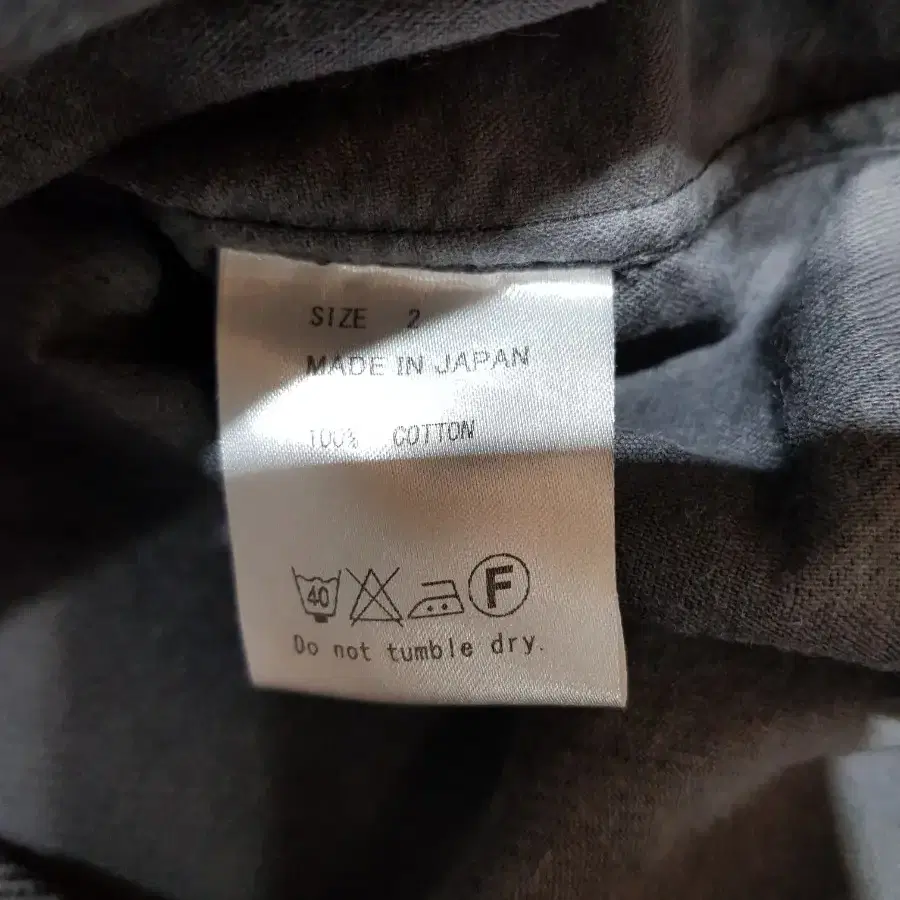 SIZE 2
MADE IN JAPAN
100% COTTON
40 F
Do not tumble dry.